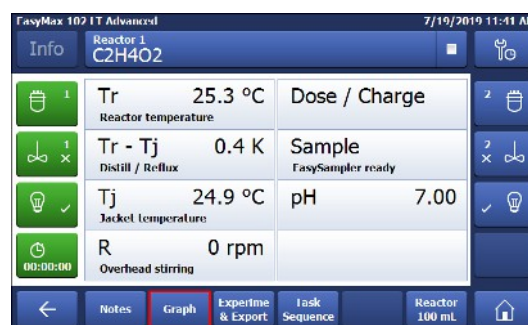 EasyMax 102 LT Advanced 7/19/2019 11:41 A
Info
Reactor 1
C2H4O2
1
Tr 25.3 °C
Reactor temperature
Dose / Charge
2
1
Tr - Tj 0.4 K
Distill / Reflux
Sample
EasySampler ready
2
Tj 24.9 °C
Jacket temperature
pH 7.00
00:00:00
R 0 rpm
Overhead stirring
Notes
Graph
Experime
& Export
Task
Sequence
Reactor
100 mL